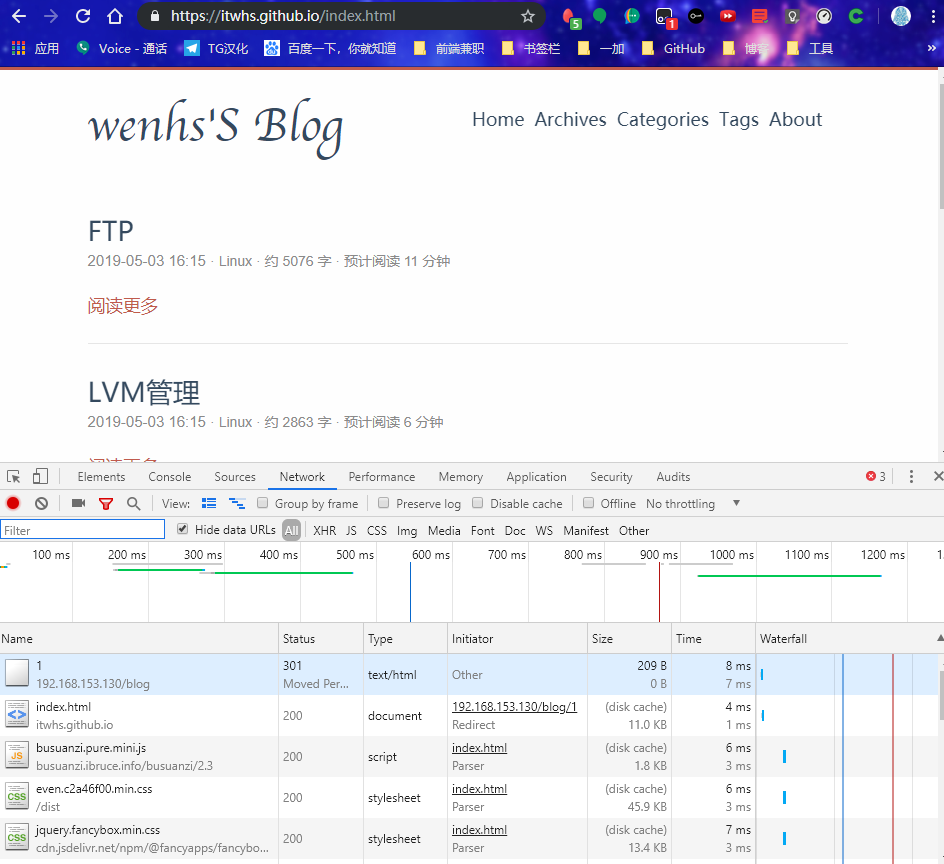 https://itwhs.github.io/index.html
5
1
应用 Voice - 通话 TG汉化 百度一下，你就知道 前端兼职 书签栏 一加 GitHub 博客 工具 »
wenhs'S Blog
Home Archives Categories Tags About
FTP
2019-05-03 16:15 · Linux · 约 5076 字 · 预计阅读 11 分钟
阅读更多
LVM管理
2019-05-03 16:15 · Linux · 约 2863 字 · 预计阅读 6 分钟
阅读更多
Elements Console Sources Network Performance Memory Application Security Audits 3
View: Group by frame Preserve log Disable cache Offline No throttling
Filter Hide data URLs All XHR JS CSS Img Media Font Doc WS Manifest Other
100 ms 200 ms 300 ms 400 ms 500 ms 600 ms 700 ms 800 ms 900 ms 1000 ms 1100 ms 1200 ms 1
Name Status Type Initiator Size Time Waterfall
1 301 text/html Other 209 B 8 ms
192.168.153.130/blog Moved Per... 0 B 7 ms
index.html 200 document 192.168.153.130/blog/1 (disk cache) 4 ms
itwhs.github.io Redirect 11.0 KB 1 ms
JS busuanzi.pure.mini.js 200 script index.html (disk cache) 6 ms
busuanzi.ibruce.info/busuanzi/2.3 Parser 1.8 KB 3 ms
CSS even.c2a46f00.min.css 200 stylesheet index.html (disk cache) 6 ms
/dist Parser 45.9 KB 3 ms
CSS jquery.fancybox.min.css 200 stylesheet index.html (disk cache) 7 ms
cdn.jsdelivr.net/npm/@fancyapps/fancybo... Parser 13.4 KB 3 ms